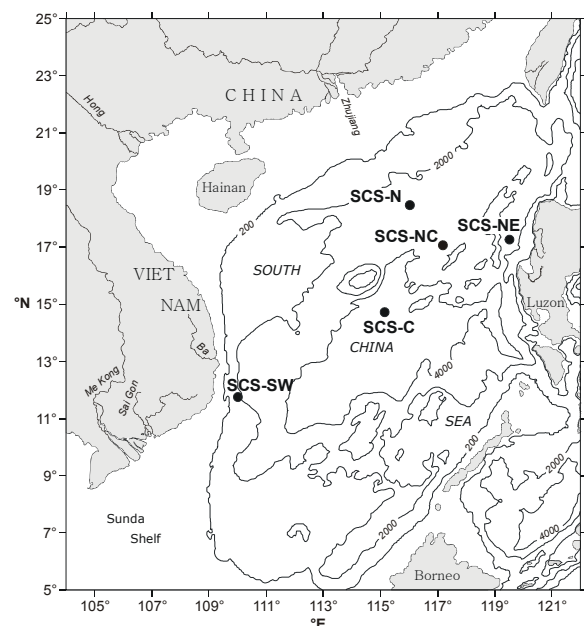 25°
23°
21°
19°
17°
°N
15°
13°
11°
9°
7°
5°
CHINA
Hong
Zhujiang
Hainan
2000
200
SCS-N
SCS-NC
SCS-NE
SOUTH
VIET
NAM
Luzon
SCS-C
CHINA
Ba
4000
SCS-SW
Me Kong
Sai Gon
SEA
200
2000
2000
4000
Sunda
Shelf
Borneo
105° 107° 109° 111° 113° 115° 117° 119° 121°
°E